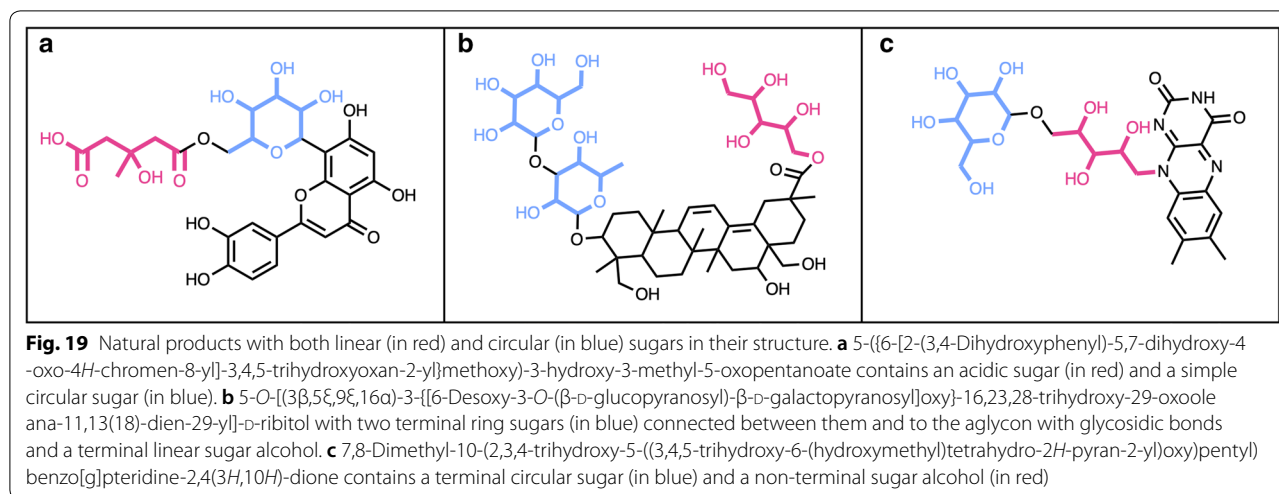 a
b
c
OH
HO
OH
HO
O
OH
O
O
O
OH
HO
O
OH
HO
HO
O
OH
OH
HO
HO
O
O
OH
HO
O
O
HO
OH
OH
HO
O
O
OH
OH
OH
HO
OH
HO
O
OH
O
OH
OH
HO
O
N
NH
O
N
N
Fig. 19 Natural products with both linear (in red) and circular (in blue) sugars in their structure. a 5-({6-[2-(3,4-Dihydroxyphenyl)-5,7-dihydroxy-4
-oxo-4H-chromen-8-yl]-3,4,5-trihydroxyoxan-2-yl}methoxy)-3-hydroxy-3-methyl-5-oxopentanoate contains an acidic sugar (in red) and a simple
circular sugar (in blue). b 5-O-[(3β,5ξ,9ξ,16α)-3-{[6-Desoxy-3-O-(β-D-glucopyranosyl)-β-D-galactopyranosyl]oxy}-16,23,28-trihydroxy-29-oxoole
ana-11,13(18)-dien-29-yl]-D-ribitol with two terminal ring sugars (in blue) connected between them and to the aglycon with glycosidic bonds
and a terminal linear sugar alcohol. c 7,8-Dimethyl-10-(2,3,4-trihydroxy-5-((3,4,5-trihydroxy-6-(hydroxymethyl)tetrahydro-2H-pyran-2-yl)oxy)pentyl)
benzo[g]pteridine-2,4(3H,10H)-dione contains a terminal circular sugar (in blue) and a non-terminal sugar alcohol (in red)